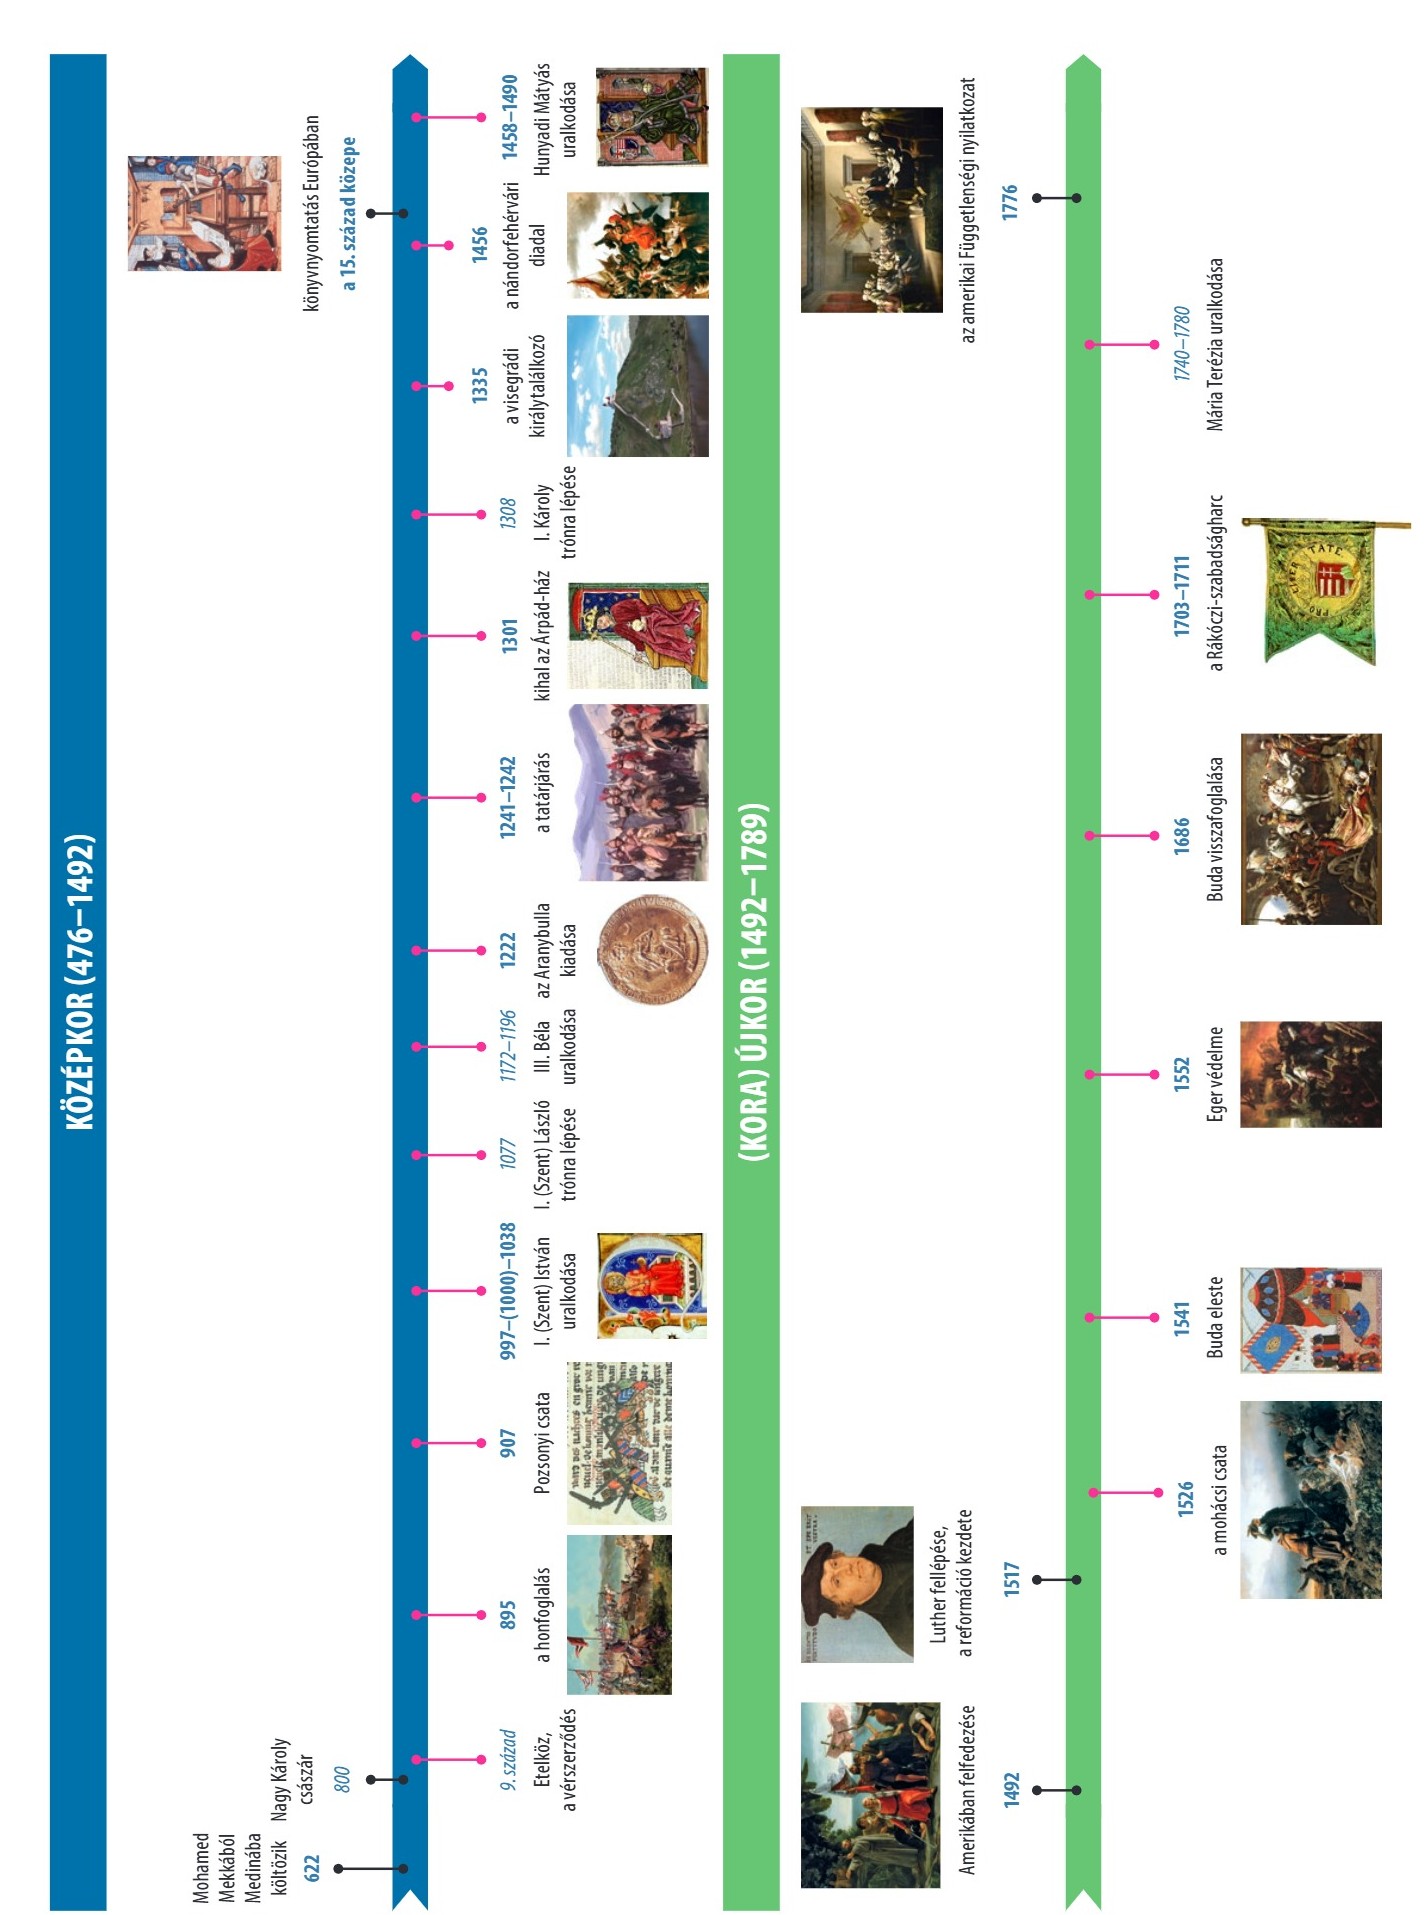 KÖZÉPKOR (476–1492)
Mohamed
Mekkából
Medinába
költözik
622
Nagy Károly
császár
800
könyvnyomtatás Európában
a 15. század közepe
9. század
Etelköz,
a vérszerződés
895
a honfoglalás
907
Pozsonyi csata
997–(1000)–1038
I. (Szent) István
uralkodása
1077
I. (Szent) László
trónra lépése
1172–1196
III. Béla
uralkodása
1222
az Aranybulla
kiadása
1241–1242
a tatárjárás
1301
kihal az Árpád-ház
1308
I. Károly
trónra lépése
1335
a visegrádi
királytalálkozó
1456
a nándorfehérvári
diadal
1458–1490
Hunyadi Mátyás
uralkodása
(KORA) ÚJKOR (1492–1789)
Amerikában felfedezése
1492
Luther fellépése,
a reformáció kezdete
1517
az amerikai Függetlenségi nyilatkozat
1776
1526
a mohácsi csata
1541
Buda eleste
1552
Eger védelme
1686
Buda visszafoglalása
1703–1711
a Rákóczi-szabadságharc
PRO LIBERTATE
1740–1780
Mária Terézia uralkodása